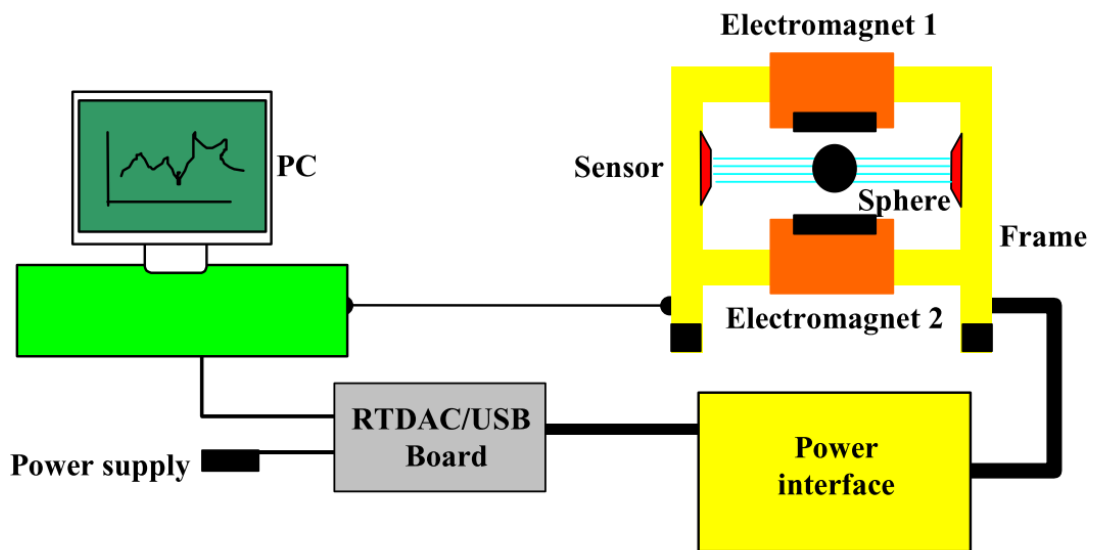 Electromagnet 1
PC
Sensor
Sphere
Frame
Electromagnet 2
RTDAC/USB
Board
Power supply
Power
interface